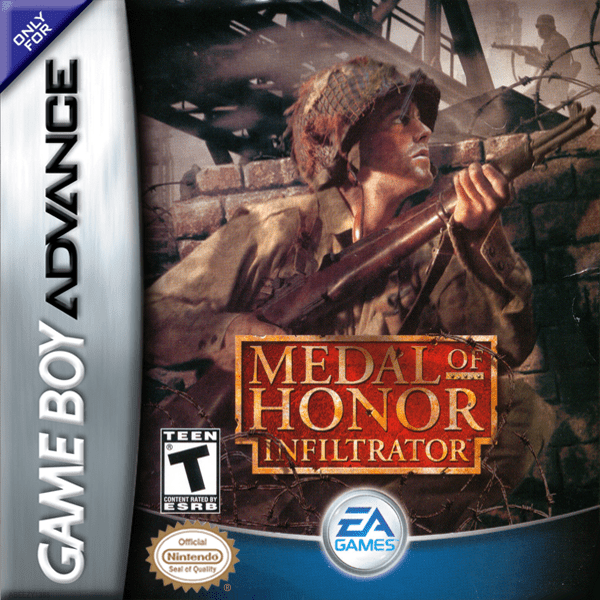 ONLY
FOR
GAME BOY ADVANCE
MEDAL OF
HONOR
INFILTRATOR
TEEN
T
®
CONTENT RATED BY
ESRB
Official
Nintendo
Seal of Quality
®
EA
GAMES